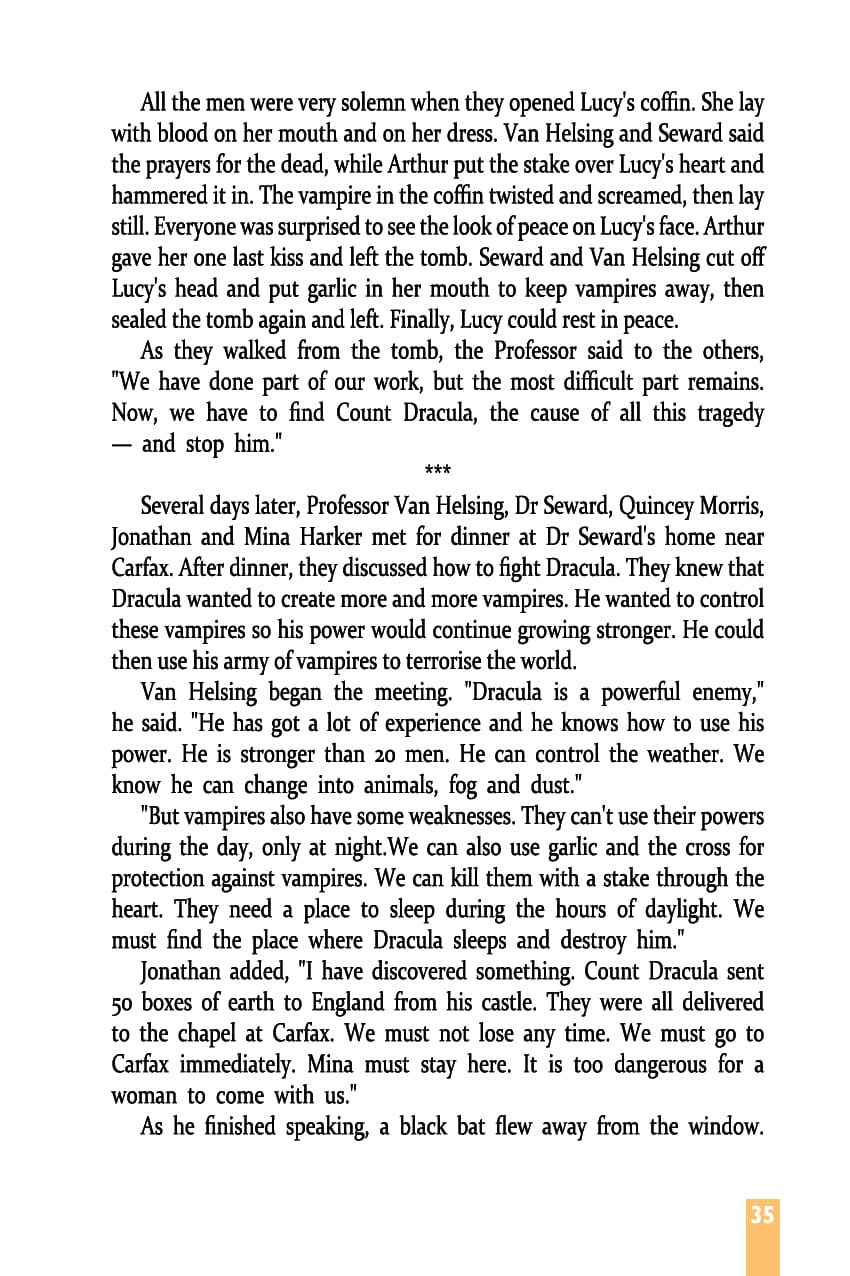 All the men were very solemn when they opened Lucy's coffin. She lay
with blood on her mouth and on her dress. Van Helsing and Seward said
the prayers for the dead, while Arthur put the stake over Lucy's heart and
hammered it in. The vampire in the coffin twisted and screamed, then lay
still. Everyone was surprised to see the look of peace on Lucy's face. Arthur
gave her one last kiss and left the tomb. Seward and Van Helsing cut off
Lucy's head and put garlic in her mouth to keep vampires away, then
sealed the tomb again and left. Finally, Lucy could rest in peace.
As they walked from the tomb, the Professor said to the others,
"We have done part of our work, but the most difficult part remains.
Now, we have to find Count Dracula, the cause of all this tragedy
— and stop him."
***
Several days later, Professor Van Helsing, Dr Seward, Quincey Morris,
Jonathan and Mina Harker met for dinner at Dr Seward's home near
Carfax. After dinner, they discussed how to fight Dracula. They knew that
Dracula wanted to create more and more vampires. He wanted to control
these vampires so his power would continue growing stronger. He could
then use his army of vampires to terrorise the world.
Van Helsing began the meeting. "Dracula is a powerful enemy,"
he said. "He has got a lot of experience and he knows how to use his
power. He is stronger than 20 men. He can control the weather. We
know he can change into animals, fog and dust."
"But vampires also have some weaknesses. They can't use their powers
during the day, only at night.We can also use garlic and the cross for
protection against vampires. We can kill them with a stake through the
heart. They need a place to sleep during the hours of daylight. We
must find the place where Dracula sleeps and destroy him."
Jonathan added, "I have discovered something. Count Dracula sent
50 boxes of earth to England from his castle. They were all delivered
to the chapel at Carfax. We must not lose any time. We must go to
Carfax immediately. Mina must stay here. It is too dangerous for a
woman to come with us."
As he finished speaking, a black bat flew away from the window.
35